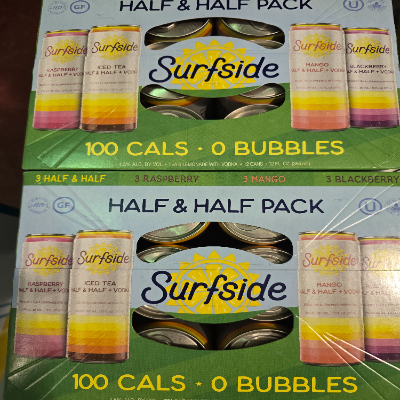 HALF & HALF PACK
GF
U
Surfside
RASPBERRY
HALF & HALF + VODKA
Surfside
ICED TEA
HALF & HALF + VODKA
Surfside
Surfside
MANGO
HALF & HALF + VODKA
Surfside
BLACKBERRY
100 CALS • 0 BUBBLES
3 HALF & HALF
3 RASPBERRY
3 MANGO
3 BLACKBERRY
HALF & HALF PACK
GF
U
Surfside
RASPBERRY
HALF & HALF + VODKA
Surfside
ICED TEA
HALF & HALF + VODKA
Surfside
Surfside
MANGO
HALF & HALF + VODKA
100 CALS • 0 BUBBLES